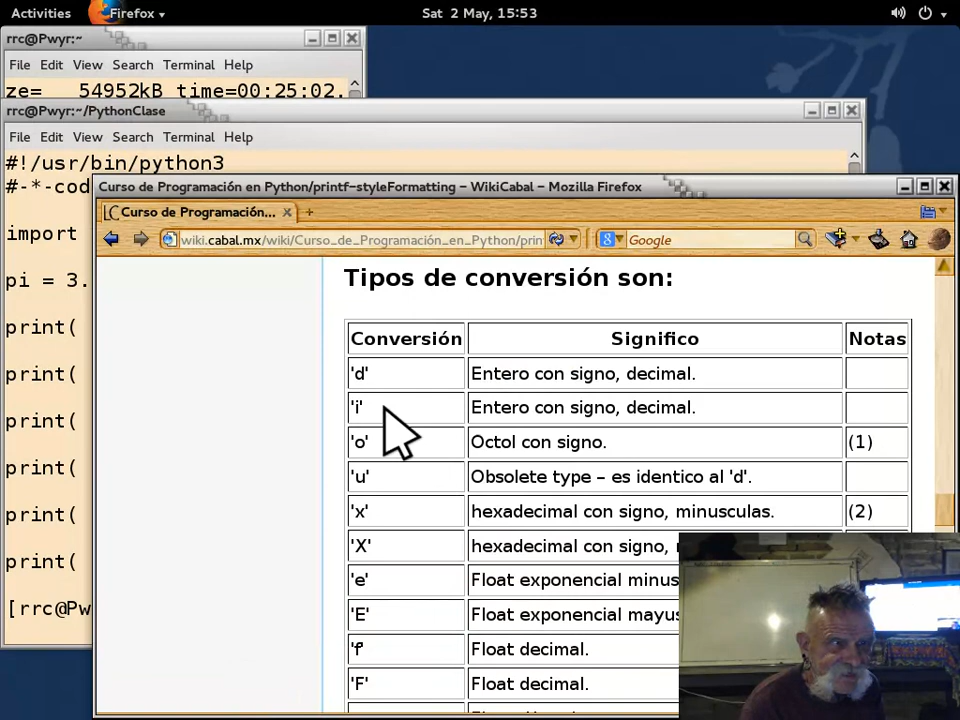 Activities Firefox Sat 2 May, 15:53
rrc@Pwyr:~
File Edit View Search Terminal Help
ze= 54952kB time=00:25:02.
rrc@Pwyr:~/PythonClase
File Edit View Search Terminal Help
#!/usr/bin/python3
#-*-cod
import
pi = 3.
print(
print(
print(
print(
print(
print(
[rrc@Pw
Curso de Programación en Python/printf-styleFormatting – WikiCabal – Mozilla Firefox
Curso de Programación...
wiki.cabal.mx/wiki/Curso_de_Programación_en_Python/prin
Google
Tipos de conversión son:
Conversión Significo Notas
'd' Entero con signo, decimal.
'i' Entero con signo, decimal.
'o' Octol con signo. (1)
'u' Obsolete type – es identico al 'd'.
'x' hexadecimal con signo, minusculas. (2)
'X' hexadecimal con signo,
'e' Float exponencial minus
'E' Float exponencial mayus
'f' Float decimal.
'F' Float decimal.